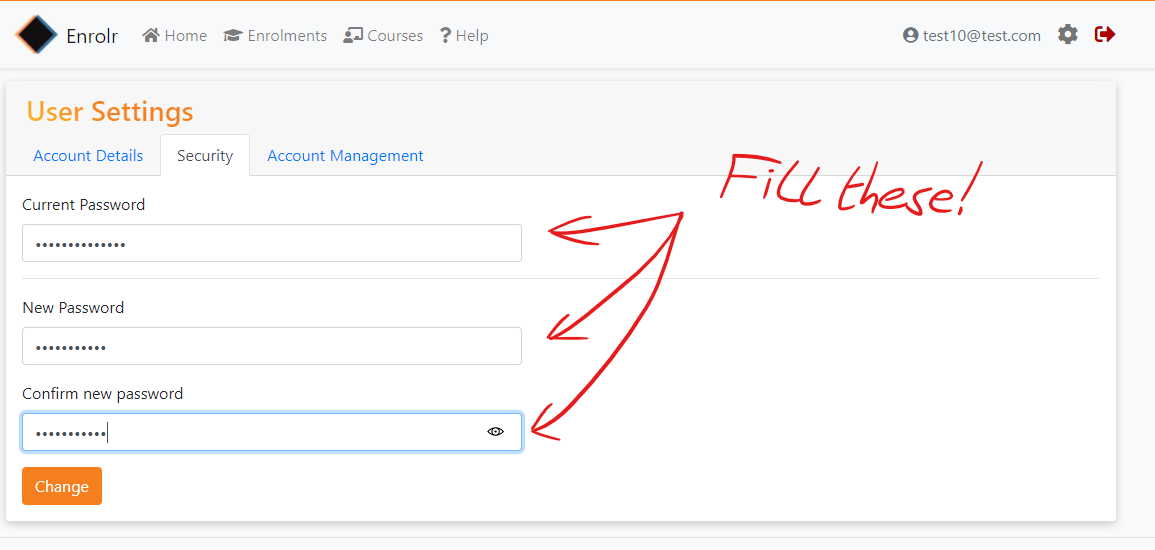 Enrolr Home Enrolments Courses ? Help test10@test.com
User Settings
Account Details Security Account Management
Fill these!
Current Password
••••••••••••••
New Password
•••••••••••
Confirm new password
•••••••••••
Change